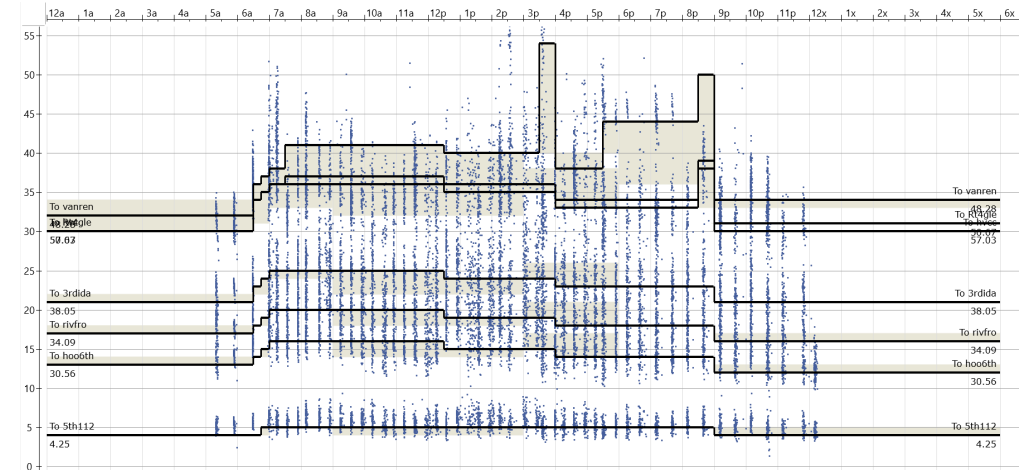 12a 1a 2a 3a 4a 5a 6a 7a 8a 9a 10a 11a 12p 1p 2p 3p 4p 5p 6p 7p 8p 9p 10p 11p 12x 1x 2x 3x 4x 5x 6x
55
50
45
40
35
30
25
20
15
10
5
0
To vanren
48.28
To 3rdida
38.05
To rivfro
34.09
To hoo6th
30.56
To 5th112
4.25
To vanren
48.28
To Rt4gle
57.03
To 3rdida
38.05
To rivfro
34.09
To hoo6th
30.56
To 5th112
4.25